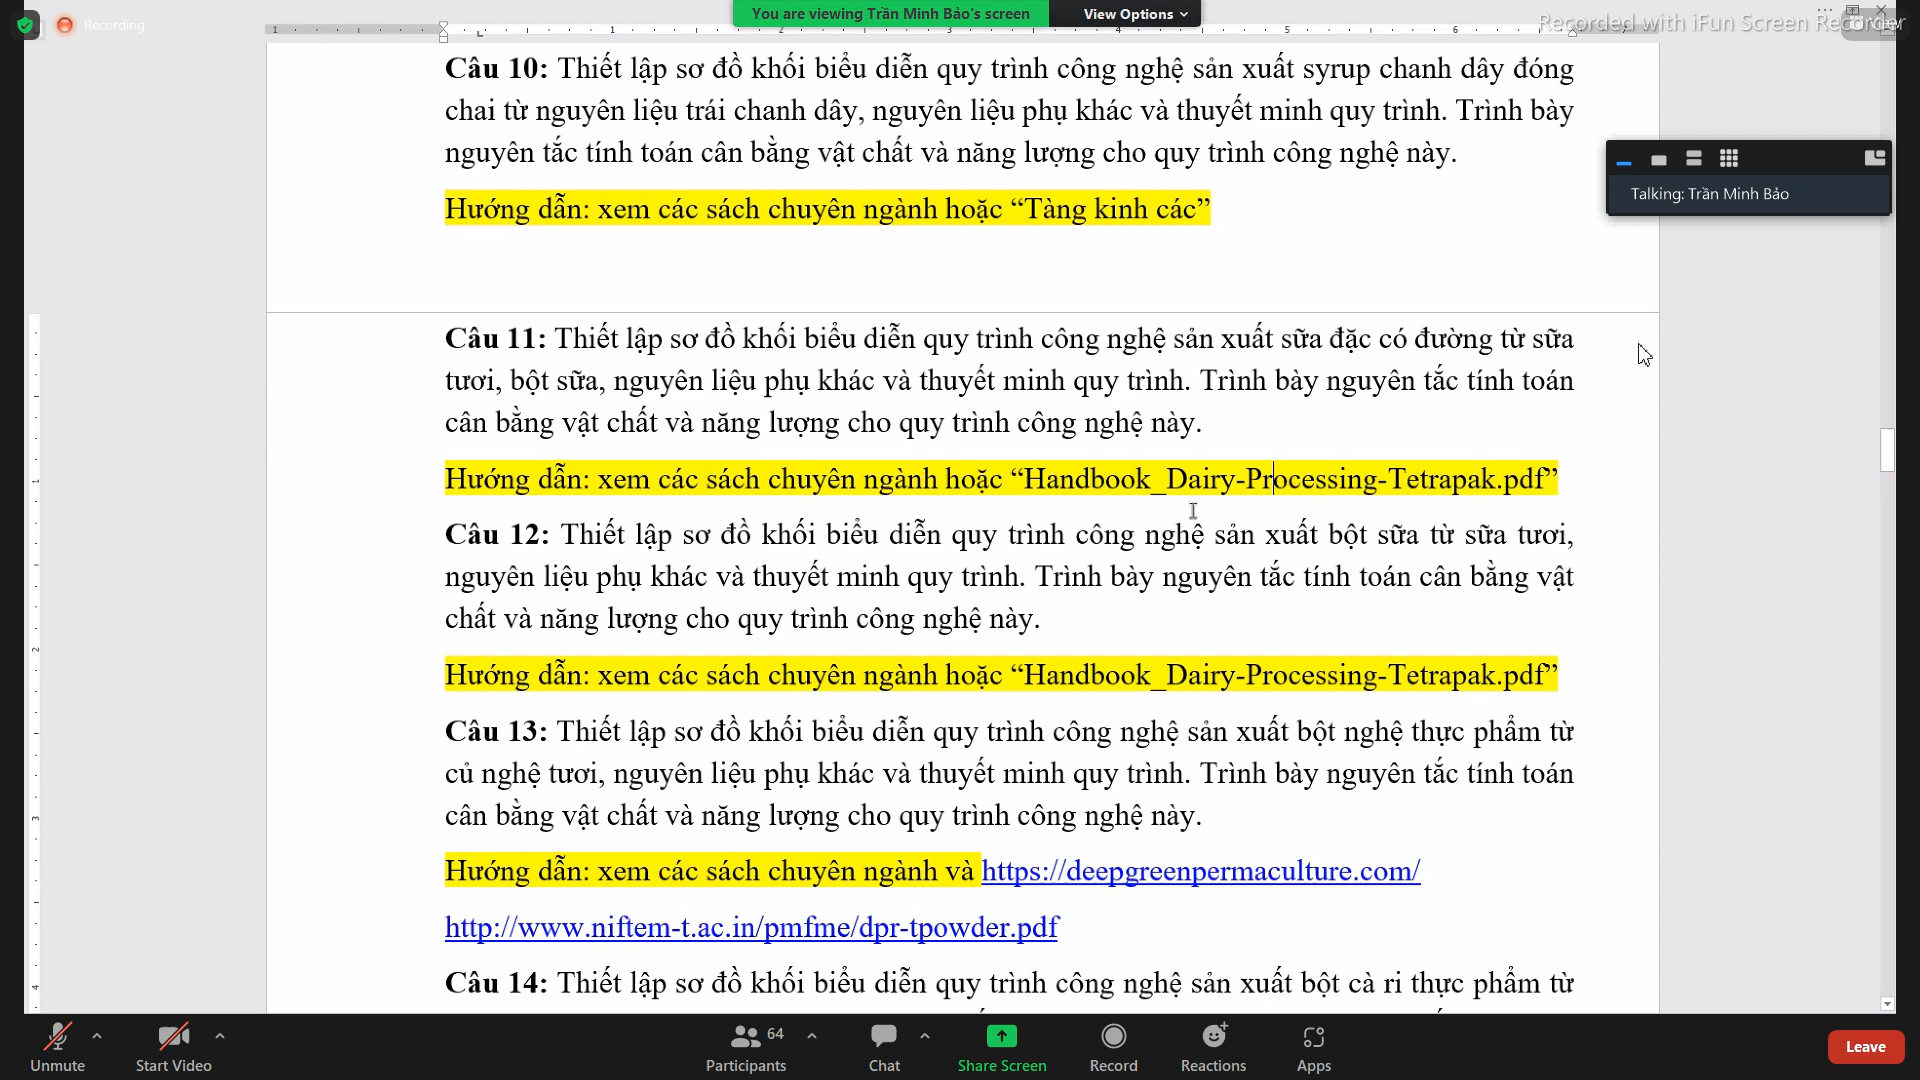 Recording
You are viewing Trần Minh Bảo's screen
View Options
Recorded with iFun Screen Recorder
Câu 10: Thiết lập sơ đồ khối biểu diễn quy trình công nghệ sản xuất syrup chanh dây đóng
chai từ nguyên liệu trái chanh dây, nguyên liệu phụ khác và thuyết minh quy trình. Trình bày
nguyên tắc tính toán cân bằng vật chất và năng lượng cho quy trình công nghệ này.
Talking: Trần Minh Bảo
Hướng dẫn: xem các sách chuyên ngành hoặc “Tàng kinh các”
Câu 11: Thiết lập sơ đồ khối biểu diễn quy trình công nghệ sản xuất sữa đặc có đường từ sữa
tươi, bột sữa, nguyên liệu phụ khác và thuyết minh quy trình. Trình bày nguyên tắc tính toán
cân bằng vật chất và năng lượng cho quy trình công nghệ này.
Hướng dẫn: xem các sách chuyên ngành hoặc “Handbook_Dairy-Processing-Tetrapak.pdf”
Câu 12: Thiết lập sơ đồ khối biểu diễn quy trình công nghệ sản xuất bột sữa từ sữa tươi,
nguyên liệu phụ khác và thuyết minh quy trình. Trình bày nguyên tắc tính toán cân bằng vật
chất và năng lượng cho quy trình công nghệ này.
Hướng dẫn: xem các sách chuyên ngành hoặc “Handbook_Dairy-Processing-Tetrapak.pdf”
Câu 13: Thiết lập sơ đồ khối biểu diễn quy trình công nghệ sản xuất bột nghệ thực phẩm từ
củ nghệ tươi, nguyên liệu phụ khác và thuyết minh quy trình. Trình bày nguyên tắc tính toán
cân bằng vật chất và năng lượng cho quy trình công nghệ này.
Hướng dẫn: xem các sách chuyên ngành và https://deepgreenpermaculture.com/
http://www.niftem-t.ac.in/pmfme/dpr-tpowder.pdf
Câu 14: Thiết lập sơ đồ khối biểu diễn quy trình công nghệ sản xuất bột cà ri thực phẩm từ
Unmute
Start Video
Participants 64
Chat
Share Screen
Record
Reactions
Apps
Leave